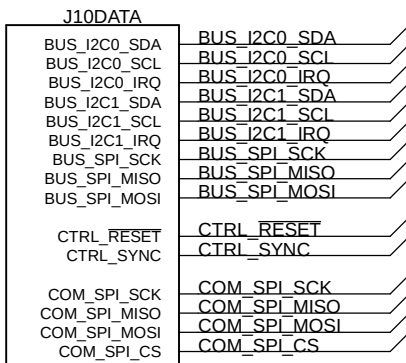 J10DATA
BUS_I2C0_SDA BUS_I2C0_SDA
BUS_I2C0_SCL BUS_I2C0_SCL
BUS_I2C0_IRQ BUS_I2C0_IRQ
BUS_I2C1_SDA BUS_I2C1_SDA
BUS_I2C1_SCL BUS_I2C1_SCL
BUS_I2C1_IRQ BUS_I2C1_IRQ
BUS_SPI_SCK BUS_SPI_SCK
BUS_SPI_MISO BUS_SPI_MISO
BUS_SPI_MOSI BUS_SPI_MOSI
CTRL_RESET CTRL_RESET
CTRL_SYNC CTRL_SYNC
COM_SPI_SCK COM_SPI_SCK
COM_SPI_MISO COM_SPI_MISO
COM_SPI_MOSI COM_SPI_MOSI
COM_SPI_CS COM_SPI_CS